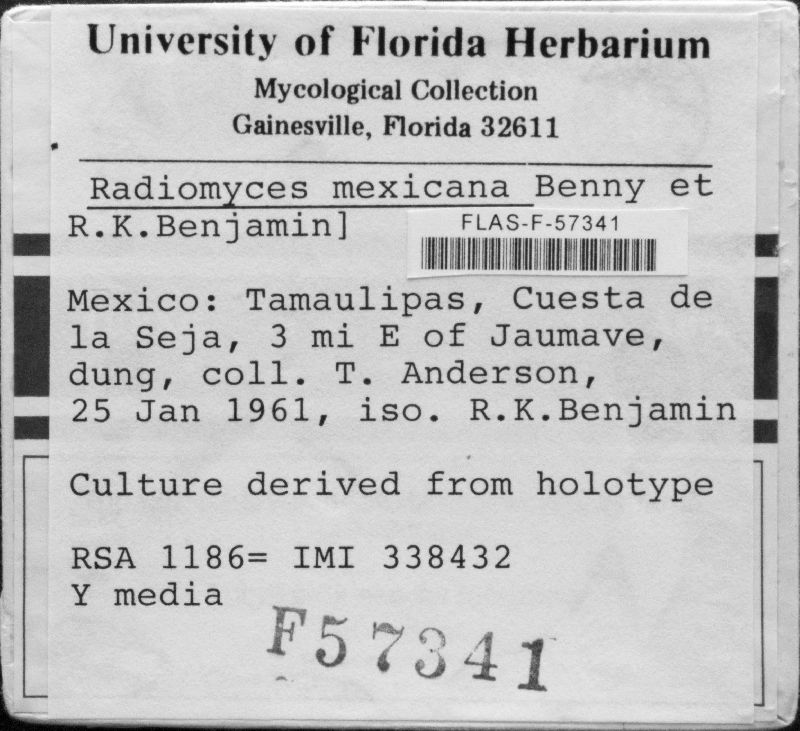 University of Florida Herbarium
Mycological Collection
Gainesville, Florida 32611
Radiomyces mexicana Benny et
R.K.Benjamin]
FLAS-F-57341
Mexico: Tamaulipas, Cuesta de
la Seja, 3 mi E of Jaumave,
dung, coll. T. Anderson,
25 Jan 1961, iso. R.K.Benjamin
Culture derived from holotype
RSA 1186= IMI 338432
Y media
F57341